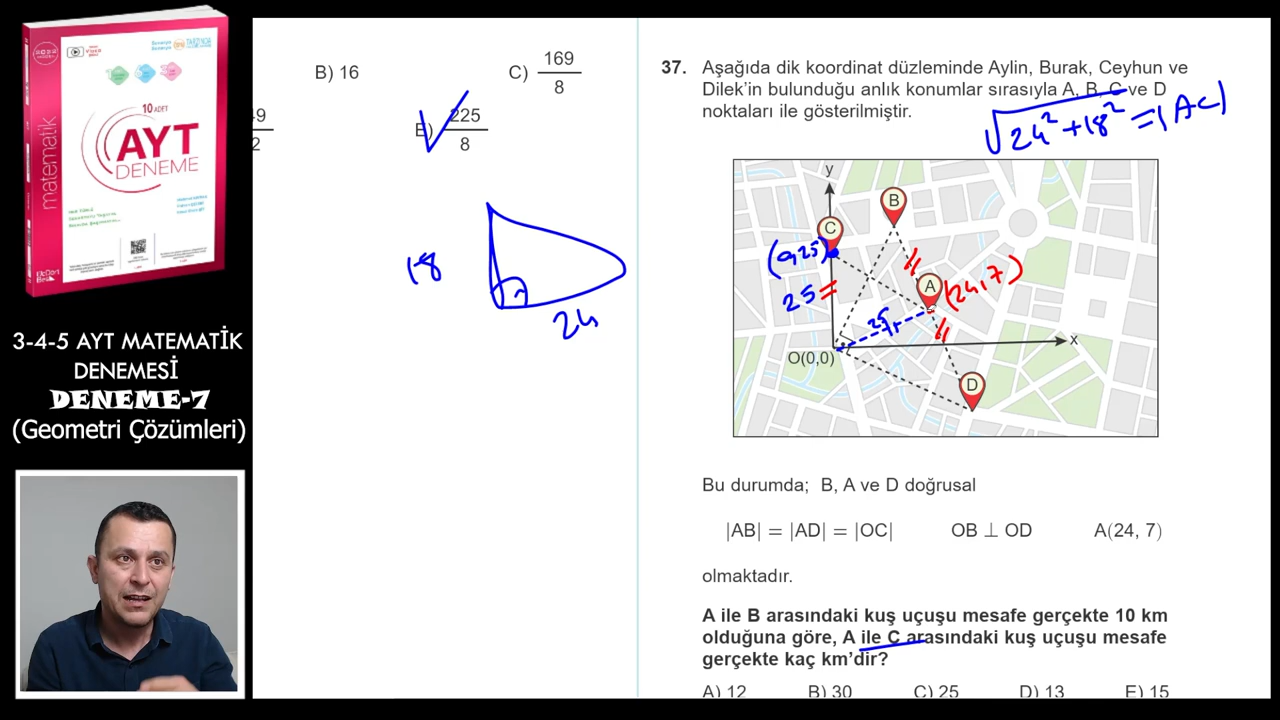 matematik
10 ADET
AYT
DENEME
3-4-5 AYT MATEMATİK
DENEMESİ
DENEME-7
(Geometri Çözümleri)
B) 16
C) 169
8
49
2
E) 225
8
18
24
37. Aşağıda dik koordinat düzleminde Aylin, Burak, Ceyhun ve
Dilek'in bulunduğu anlık konumlar sırasıyla A, B, C ve D
noktaları ile gösterilmiştir.
√24²+18² = |AC|
y
B
C
(0,25)
25
A
(24,7)
25
x
O(0,0)
D
Bu durumda; B, A ve D doğrusal
|AB| = |AD| = |OC| OB ⊥ OD A(24, 7)
olmaktadır.
A ile B arasındaki kuş uçuşu mesafe gerçekte 10 km
olduğuna göre, A ile C arasındaki kuş uçuşu mesafe
gerçekte kaç km'dir?
A) 12 B) 30 C) 25 D) 13 E) 15